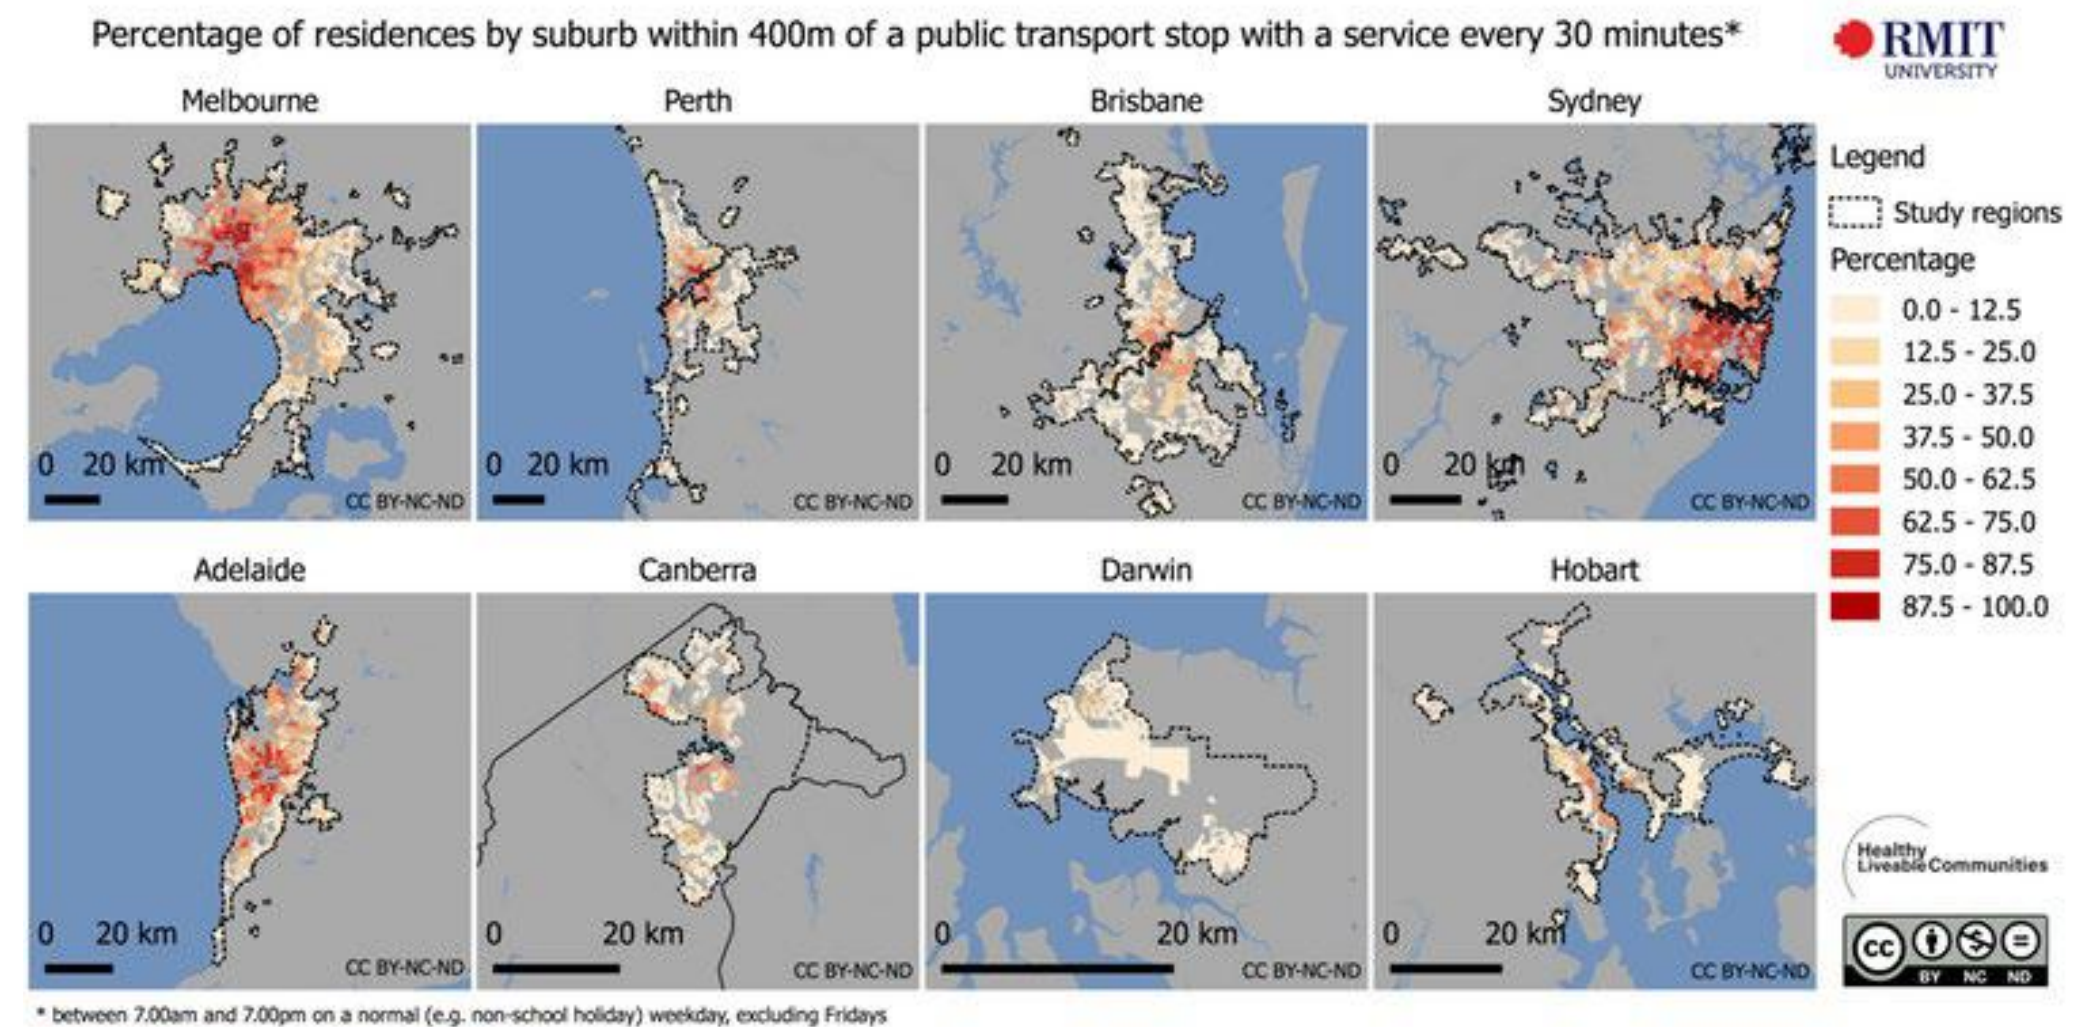 Percentage of residences by suburb within 400m of a public transport stop with a service every 30 minutes*
RMIT
UNIVERSITY
Melbourne
Perth
Brisbane
Sydney
0 20 km
CC BY-NC-ND
0 20 km
CC BY-NC-ND
0 20 km
CC BY-NC-ND
0 20 km
CC BY-NC-ND
Legend
Study regions
Percentage
0.0 - 12.5
12.5 - 25.0
25.0 - 37.5
37.5 - 50.0
50.0 - 62.5
62.5 - 75.0
75.0 - 87.5
87.5 - 100.0
Adelaide
Canberra
Darwin
Hobart
0 20 km
CC BY-NC-ND
0 20 km
CC BY-NC-ND
0 20 km
CC BY-NC-ND
0 20 km
CC BY-NC-ND
Healthy
Liveable Communities
cc
BY NC ND
* between 7.00am and 7.00pm on a normal (e.g. non-school holiday) weekday, excluding Fridays